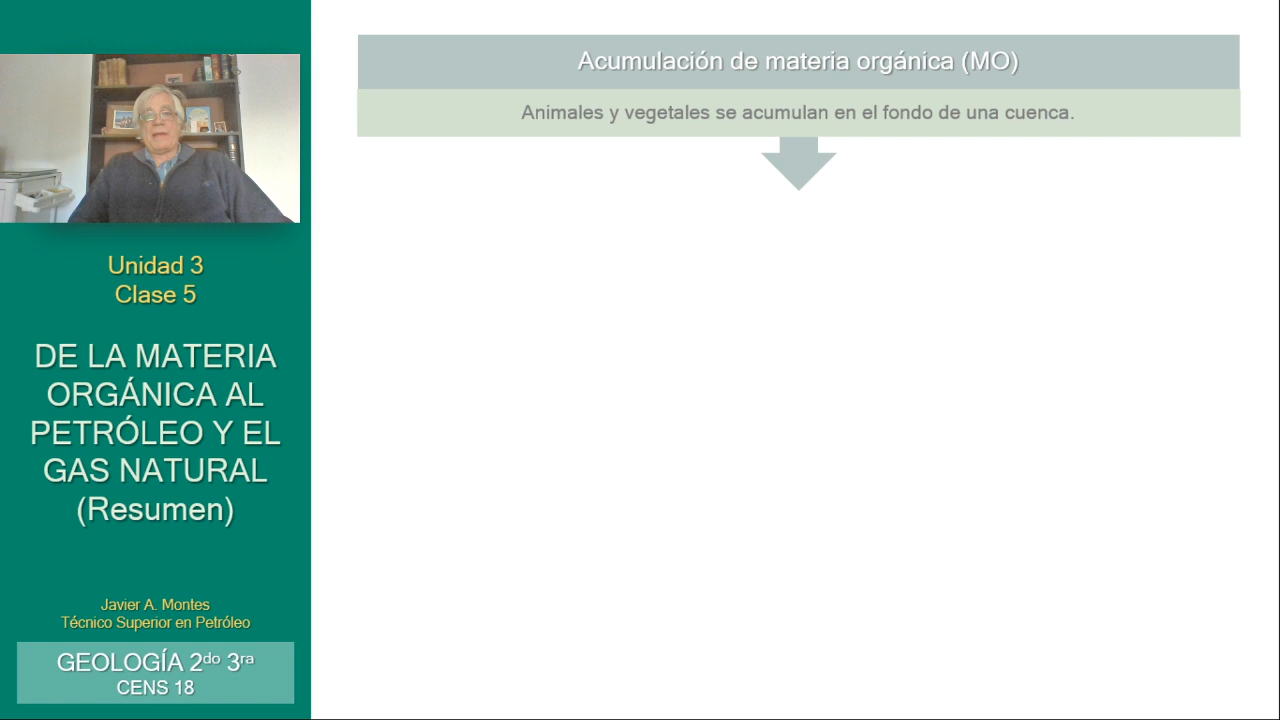 Unidad 3
Clase 5
DE LA MATERIA
ORGÁNICA AL
PETRÓLEO Y EL
GAS NATURAL
(Resumen)
Javier A. Montes
Técnico Superior en Petróleo
GEOLOGÍA 2do 3ra
CENS 18
Acumulación de materia orgánica (MO)
Animales y vegetales se acumulan en el fondo de una cuenca.